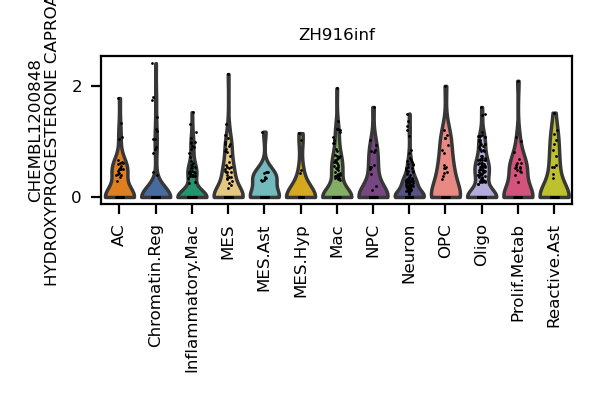 ZH916inf
CHEMBL1200848
HYDROXYPROGESTERONE CAPROA
2
0
AC
Chromatin.Reg
Inflammatory.Mac
MES
MES.Ast
MES.Hyp
Mac
NPC
Neuron
OPC
Oligo
Prolif.Metab
Reactive.Ast